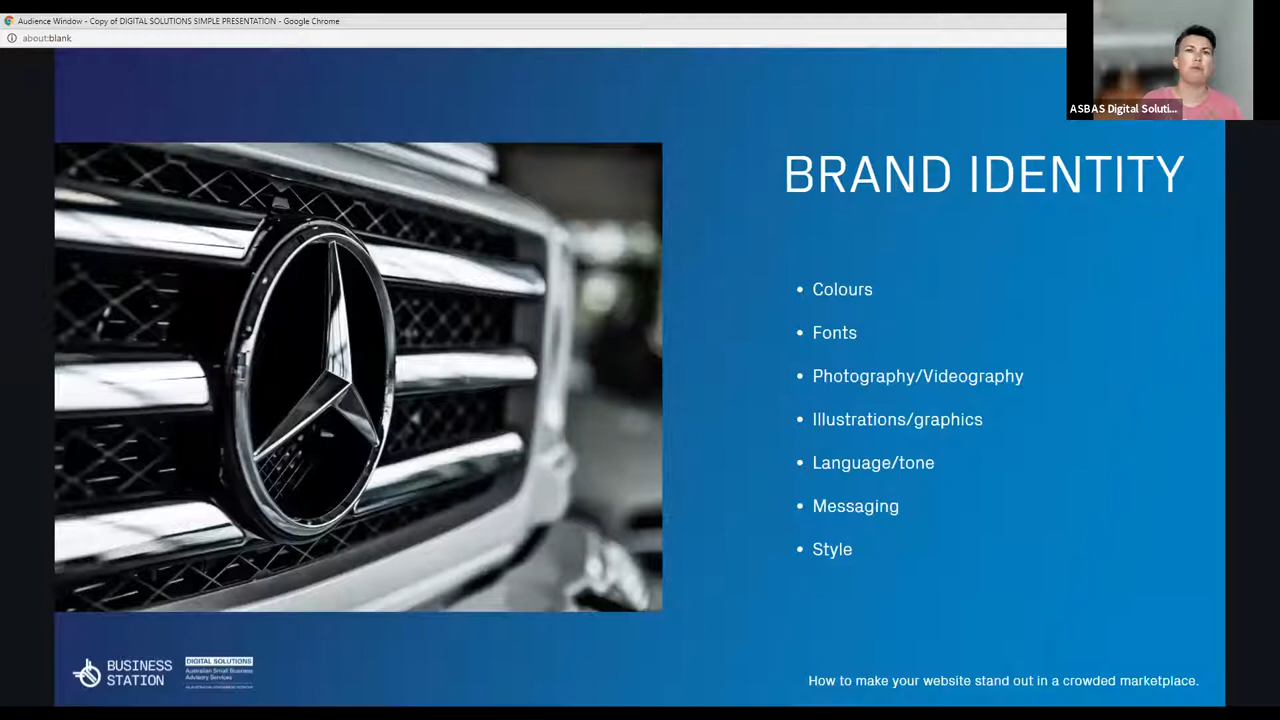 Audience Window - Copy of DIGITAL SOLUTIONS SIMPLE PRESENTATION - Google Chrome
about:blank
ASBAS Digital Soluti...
BRAND IDENTITY
• Colours
• Fonts
• Photography/Videography
• Illustrations/graphics
• Language/tone
• Messaging
• Style
BUSINESS
STATION
DIGITAL SOLUTIONS
Australian Small Business
Advisory Services
How to make your website stand out in a crowded marketplace.